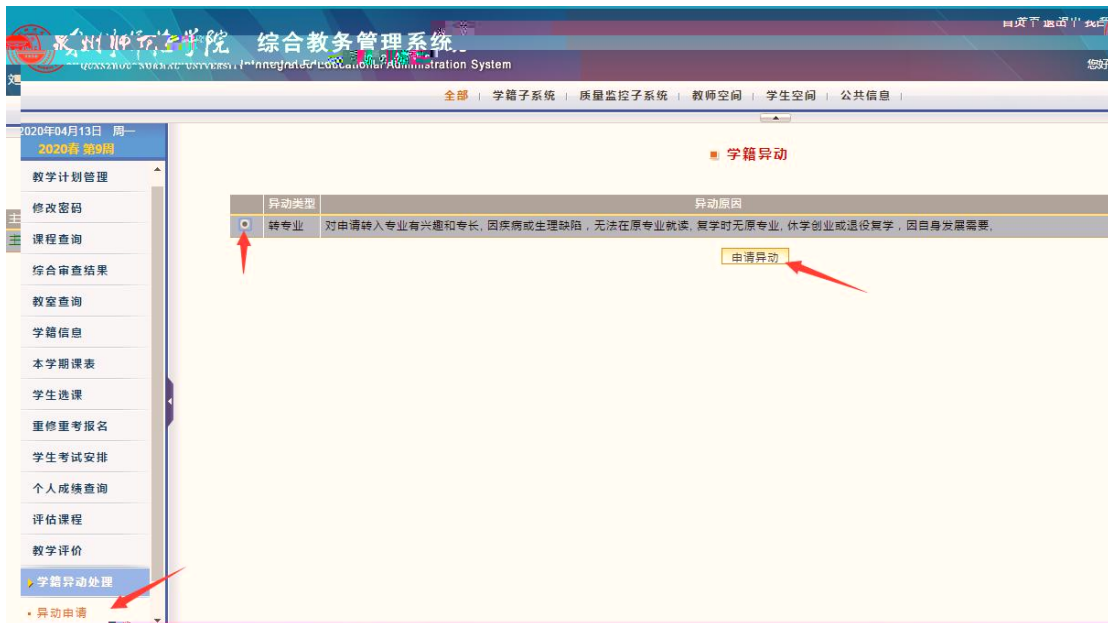 综合教务管理系统
全部 | 学籍子系统 | 质量监控子系统 | 教师空间 | 学生空间 | 公共信息 |
2020年04月13日 周一
2020春 第9周
教学计划管理
修改密码
课程查询
综合审查结果
教室查询
学籍信息
本学期课表
学生选课
重修重考报名
学生考试安排
个人成绩查询
评估课程
教学评价
学籍异动处理
异动申请
学籍异动
异动类型 异动原因
转专业 对申请转入专业有兴趣和专长, 因疾病或生理缺陷，无法在原专业就读, 复学时无原专业, 休学创业或退役复学，因自身发展需要,
申请异动